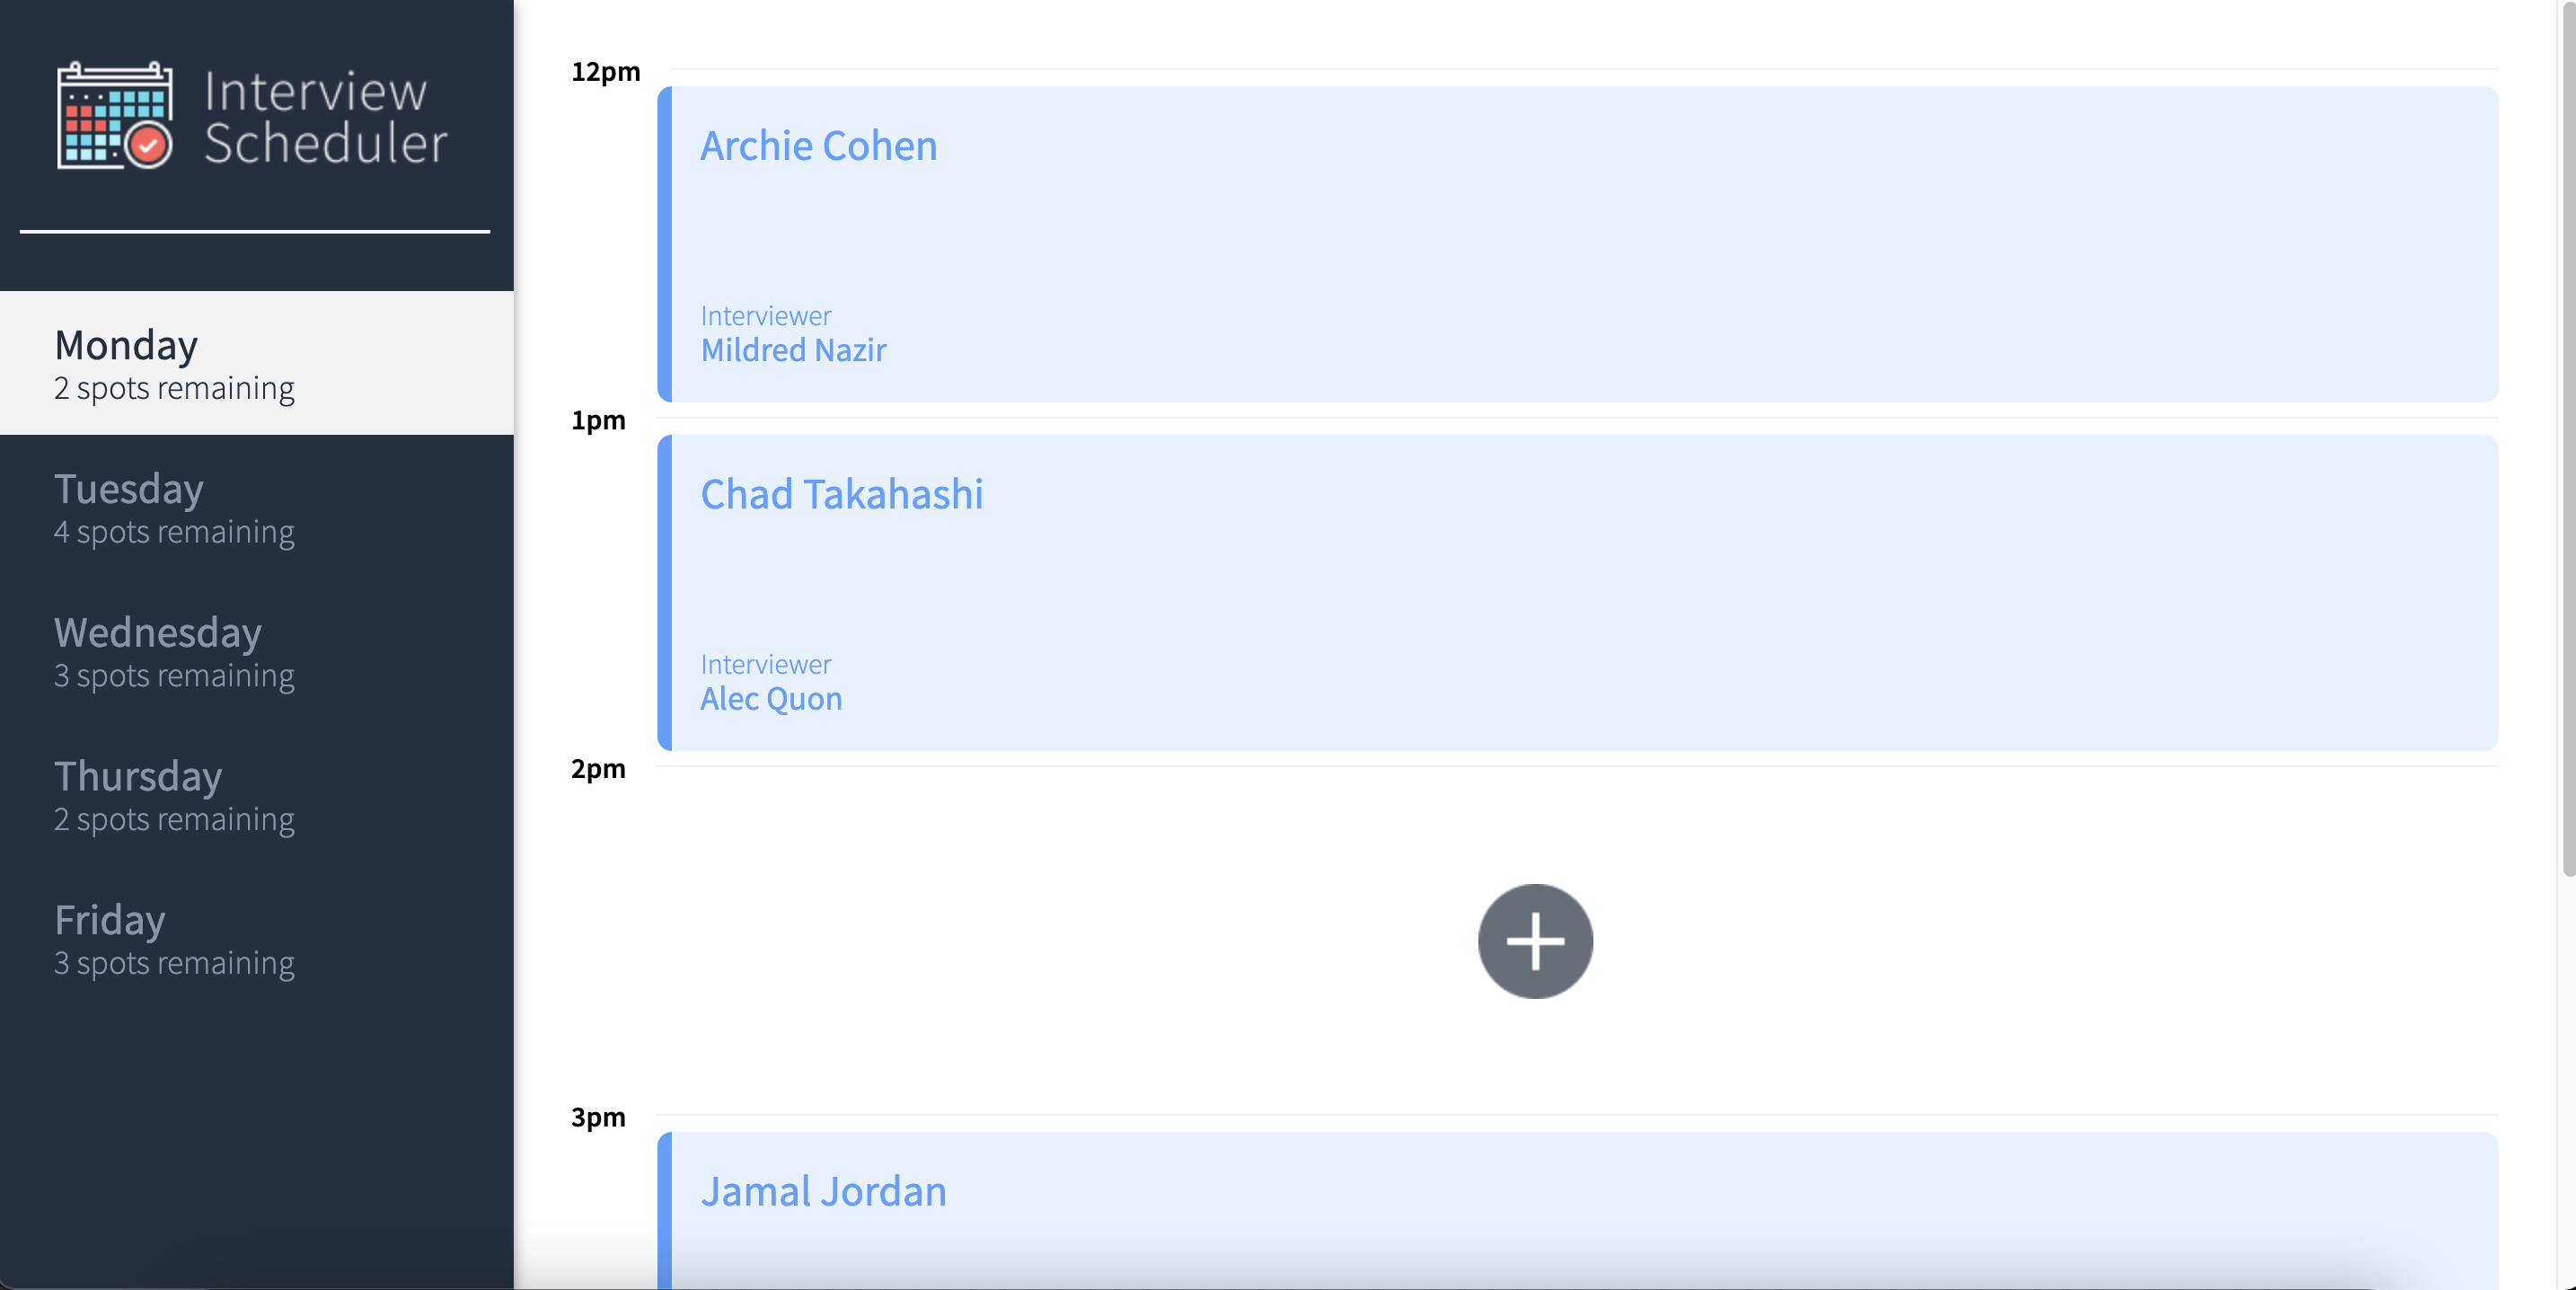 Interview
Scheduler
Monday
2 spots remaining
Tuesday
4 spots remaining
Wednesday
3 spots remaining
Thursday
2 spots remaining
Friday
3 spots remaining
12pm
Archie Cohen
Interviewer
Mildred Nazir
1pm
Chad Takahashi
Interviewer
Alec Quon
2pm
3pm
Jamal Jordan